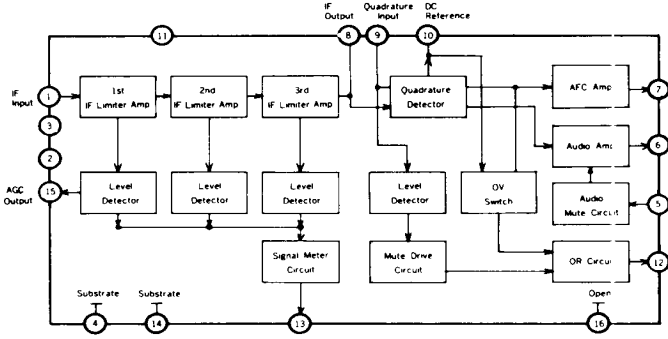 IF Output
Quadrature Input
DC Reference
11
8
9
10
IF Input
1
1st IF Limiter Amp
2nd IF Limiter Amp
3rd IF Limiter Amp
Quadrature Detector
AFC Amp
7
3
Audio Amp
6
2
AGC Output
15
Level Detector
Level Detector
Level Detector
Level Detector
OV Switch
Audio Mute Circuit
5
Signal Meter Circuit
Mute Drive Circuit
OR Circuit
12
Substrate
Substrate
Open
4
14
13
16